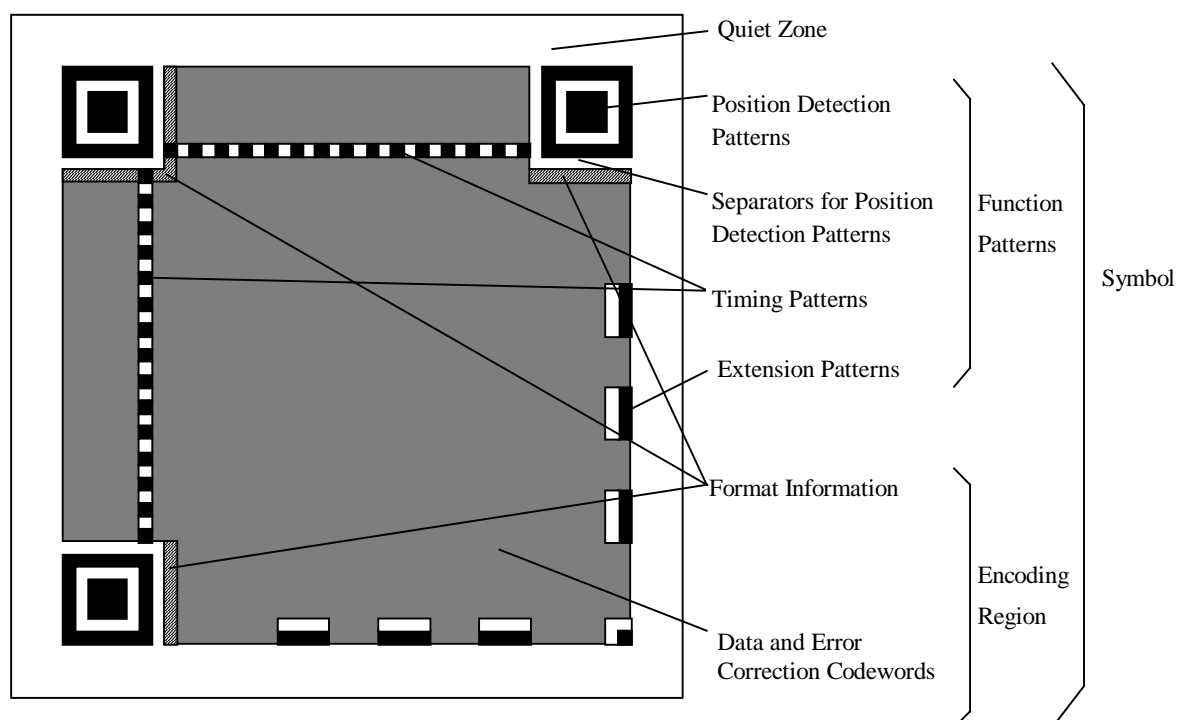 Quiet Zone
Position Detection
Patterns
Separators for Position
Detection Patterns
Function
Patterns
Symbol
Timing Patterns
Extension Patterns
Format Information
Encoding
Region
Data and Error
Correction Codewords